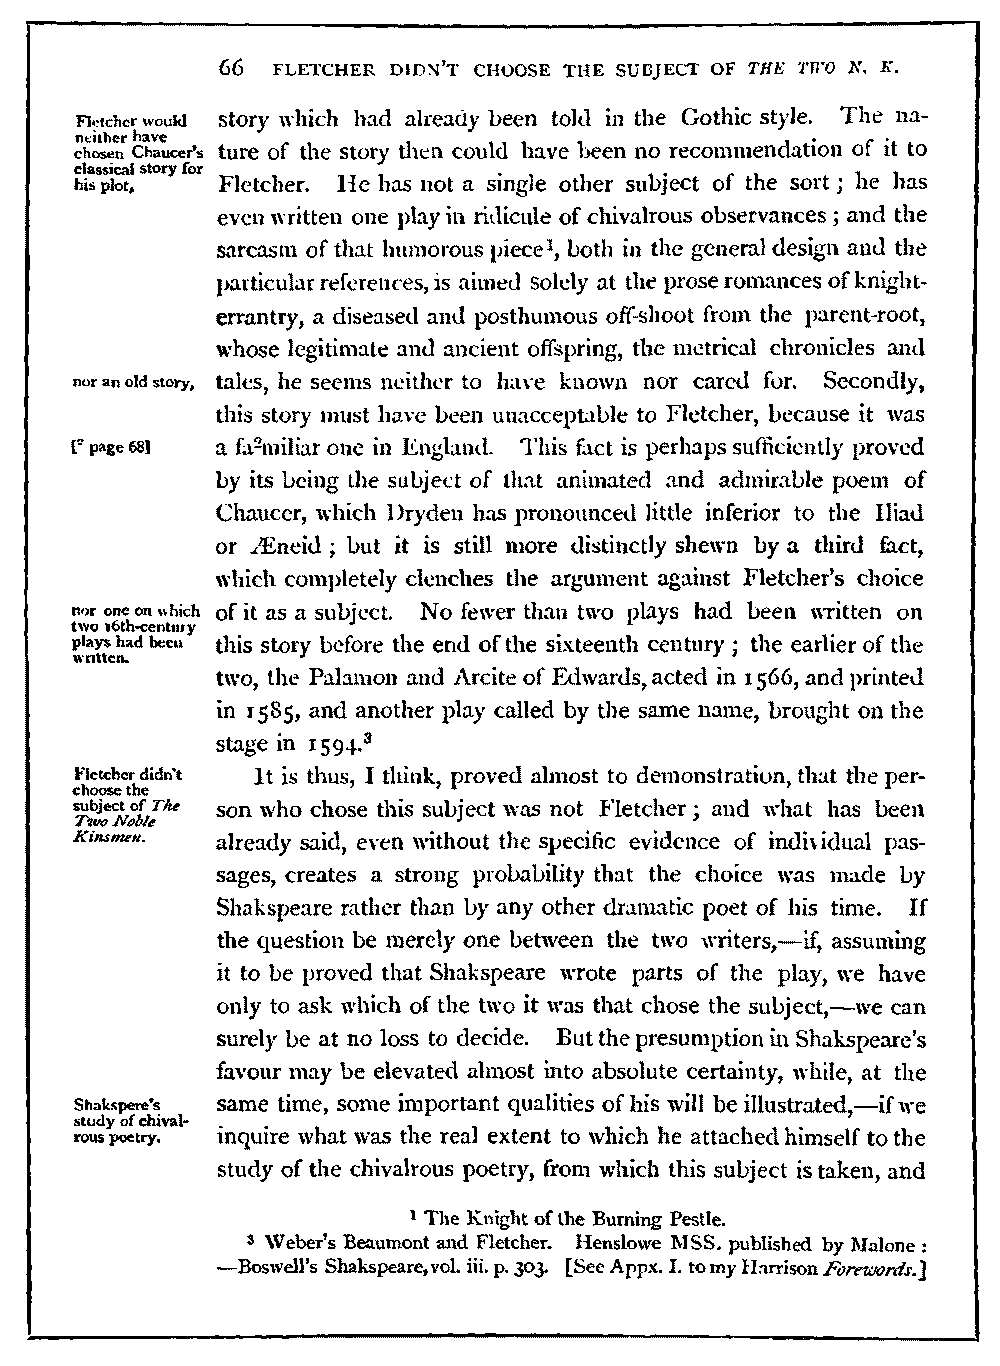 66 FLETCHER DIDN'T CHOOSE THE SUBJECT OF THE TWO N. K.
Fletcher would
neither have
chosen Chaucer's
classical story for
his plot,
story which had already been told in the Gothic style. The na-
ture of the story then could have been no recommendation of it to
Fletcher. He has not a single other subject of the sort; he has
even written one play in ridicule of chivalrous observances; and the
sarcasm of that humorous piece¹, both in the general design and the
particular references, is aimed solely at the prose romances of knight-
errantry, a diseased and posthumous off-shoot from the parent-root,
whose legitimate and ancient offspring, the metrical chronicles and
nor an old story,
tales, he seems neither to have known nor cared for. Secondly,
this story must have been unacceptable to Fletcher, because it was
[² page 68]
a fa²miliar one in England. This fact is perhaps sufficiently proved
by its being the subject of that animated and admirable poem of
Chaucer, which Dryden has pronounced little inferior to the Iliad
or Æneid; but it is still more distinctly shewn by a third fact,
which completely clenches the argument against Fletcher's choice
nor one on which
two 16th-century
plays had been
written.
of it as a subject. No fewer than two plays had been written on
this story before the end of the sixteenth century; the earlier of the
two, the Palamon and Arcite of Edwards, acted in 1566, and printed
in 1585, and another play called by the same name, brought on the
stage in 1594.³
Fletcher didn't
choose the
subject of The
Two Noble
Kinsmen.
It is thus, I think, proved almost to demonstration, that the per-
son who chose this subject was not Fletcher; and what has been
already said, even without the specific evidence of individual pas-
sages, creates a strong probability that the choice was made by
Shakspeare rather than by any other dramatic poet of his time. If
the question be merely one between the two writers,—if, assuming
it to be proved that Shakspeare wrote parts of the play, we have
only to ask which of the two it was that chose the subject,—we can
surely be at no loss to decide. But the presumption in Shakspeare's
favour may be elevated almost into absolute certainty, while, at the
Shakspere's
study of chival-
rous poetry.
same time, some important qualities of his will be illustrated,—if we
inquire what was the real extent to which he attached himself to the
study of the chivalrous poetry, from which this subject is taken, and
¹ The Knight of the Burning Pestle.
³ Weber's Beaumont and Fletcher. Henslowe MSS. published by Malone:
—Boswell's Shakspeare, vol. iii. p. 303. [See Appx. I. to my Harrison Forewords.]